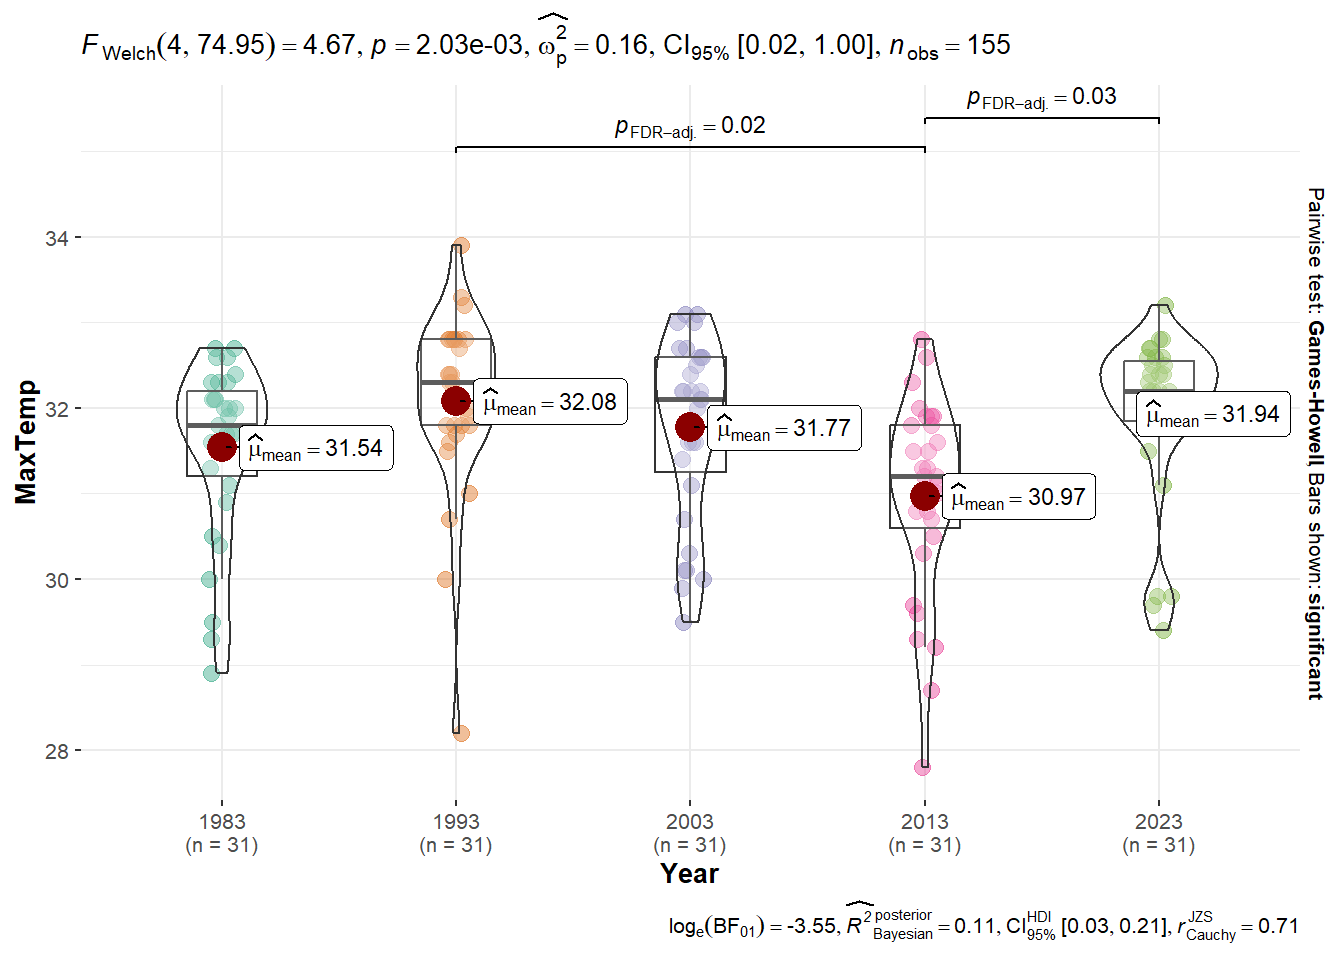 F Welch(4, 74.95) = 4.67, p = 2.03e-03, ω̂²p = 0.16, CI95% [0.02, 1.00], nobs = 155
pFDR–adj. = 0.03
pFDR–adj. = 0.02
MaxTemp
34
32
30
28
μ̂mean = 31.54
μ̂mean = 32.08
μ̂mean = 31.77
μ̂mean = 30.97
μ̂mean = 31.94
Pairwise test: Games-Howell, Bars shown: significant
1983 1993 2003 2013 2023
(n = 31) (n = 31) (n = 31) (n = 31) (n = 31)
Year
loge(BF01) = -3.55, R̂² posterior Bayesian = 0.11, CI HDI 95% [0.03, 0.21], r JZS Cauchy = 0.71